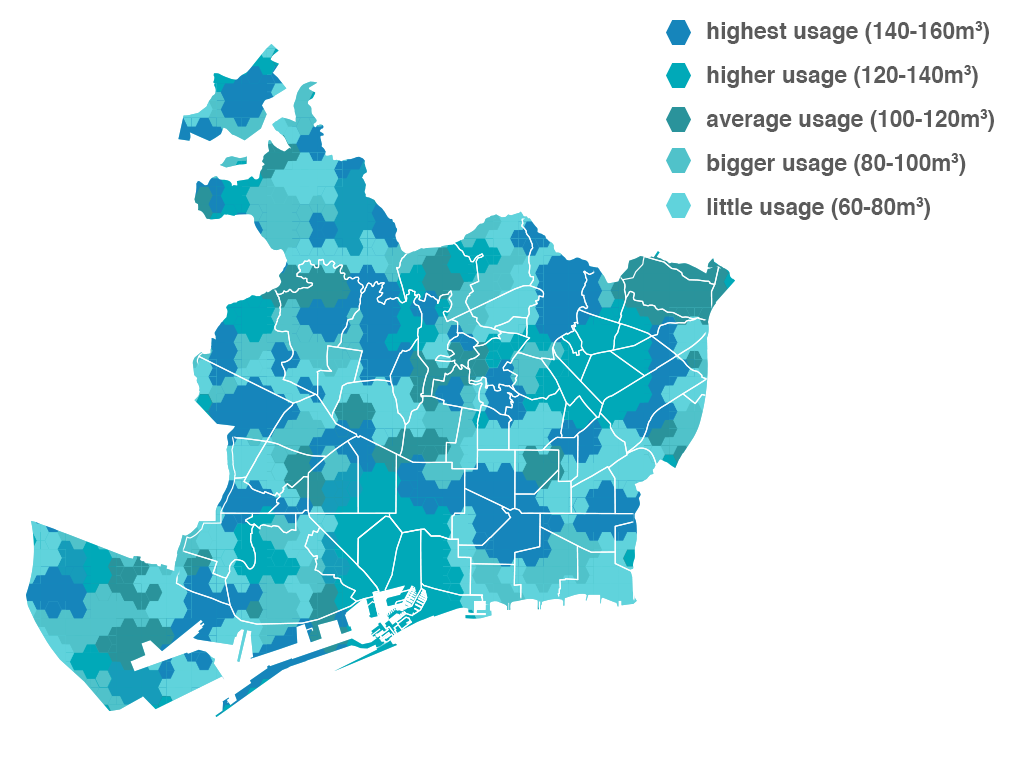 highest usage (140-160m³)
higher usage (120-140m³)
average usage (100-120m³)
bigger usage (80-100m³)
little usage (60-80m³)